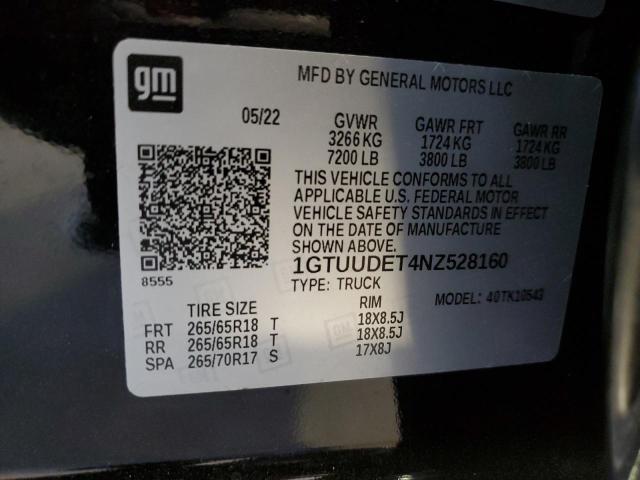 gm
MFD BY GENERAL MOTORS LLC
05/22 GVWR GAWR FRT GAWR RR
3266 KG 1724 KG 1724 KG
7200 LB 3800 LB 3800 LB
THIS VEHICLE CONFORMS TO ALL
APPLICABLE U.S. FEDERAL MOTOR
VEHICLE SAFETY STANDARDS IN EFFECT
ON THE DATE OF MANUFACTURE
SHOWN ABOVE.
8555
1GTUUDET4NZ528160
TYPE: TRUCK MODEL: 40TK10543
TIRE SIZE RIM
FRT 265/65R18 T 18X8.5J
RR 265/65R18 T 18X8.5J
SPA 265/70R17 S 17X8J